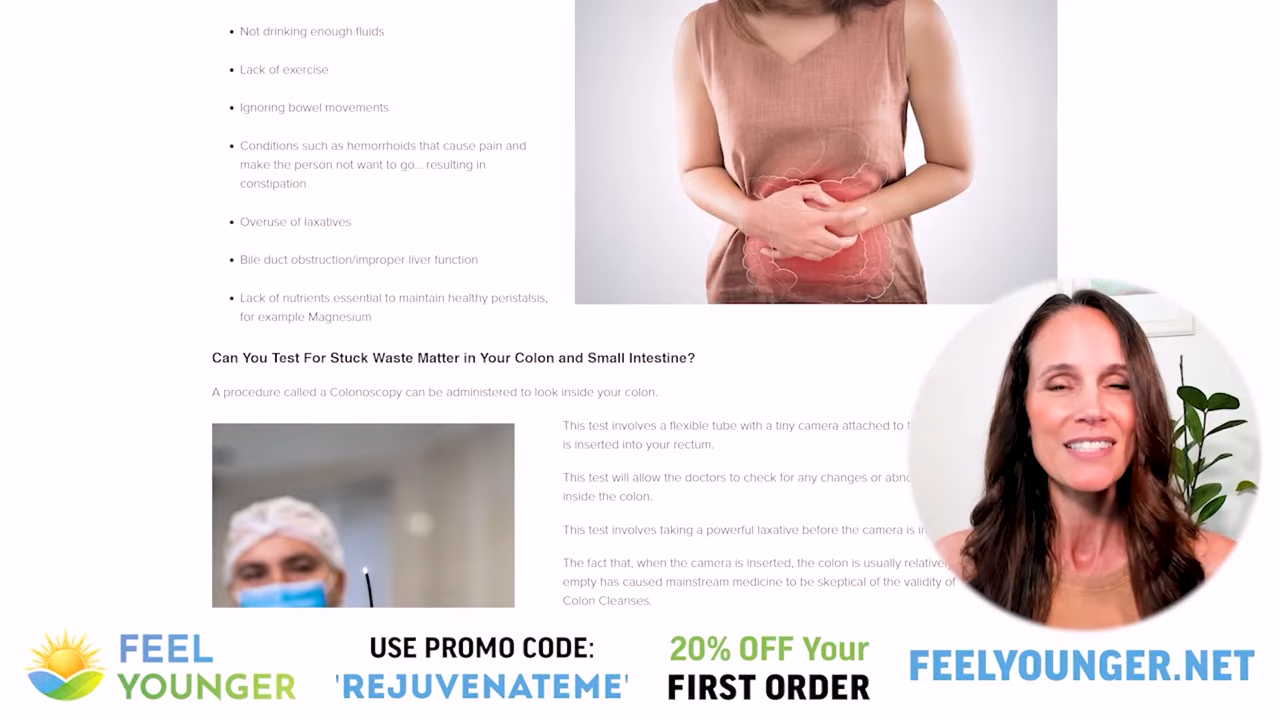 Not drinking enough fluids
Lack of exercise
Ignoring bowel movements
Conditions such as hemorrhoids that cause pain and
make the person not want to go... resulting in
constipation
Overuse of laxatives
Bile duct obstruction/improper liver function
Lack of nutrients essential to maintain healthy peristalsis,
for example Magnesium
Can You Test For Stuck Waste Matter in Your Colon and Small Intestine?
A procedure called a Colonoscopy can be administered to look inside your colon.
This test involves a flexible tube with a tiny camera attached to
is inserted into your rectum.
This test will allow the doctors to check for any changes or
inside the colon.
This test involves taking a powerful laxative before the camera is
The fact that, when the camera is inserted, the colon is usually
empty has caused mainstream medicine to be skeptical of the validity of
Colon Cleanses.
FEEL
YOUNGER
USE PROMO CODE:
'REJUVENATEME'
20% OFF Your
FIRST ORDER
FEELYOUNGER.NET